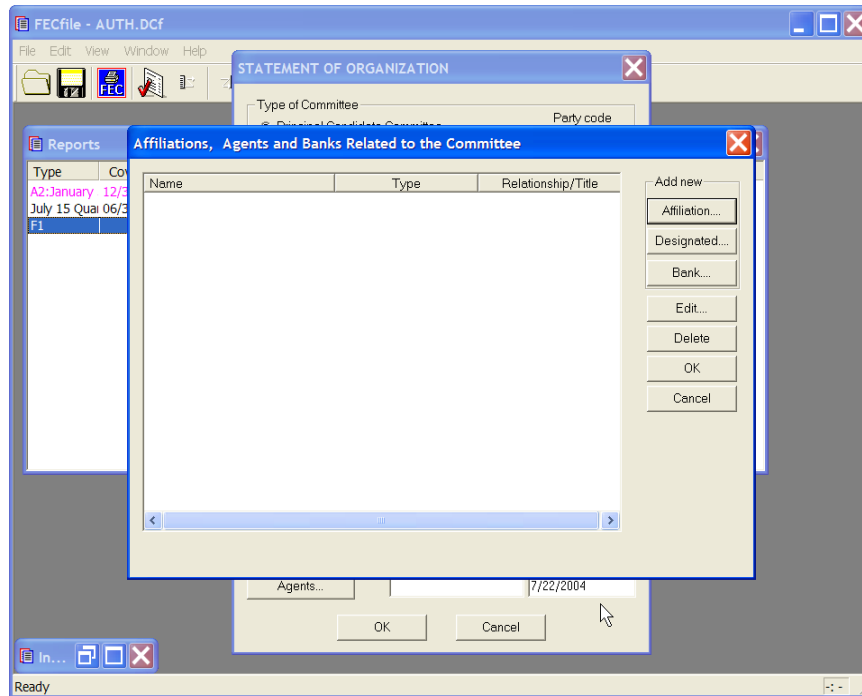 FECfile - AUTH.DCf
File Edit View Window Help
FEC
STATEMENT OF ORGANIZATION
Type of Committee
Party code
Reports
Type
A2:January 12/3
July 15 Quai 06/3
F1
Affiliations, Agents and Banks Related to the Committee
Name Type Relationship/Title
Add new
Affiliation....
Designated....
Bank....
Edit....
Delete
OK
Cancel
Agents...
7/22/2004
OK Cancel
In...
Ready
-: -